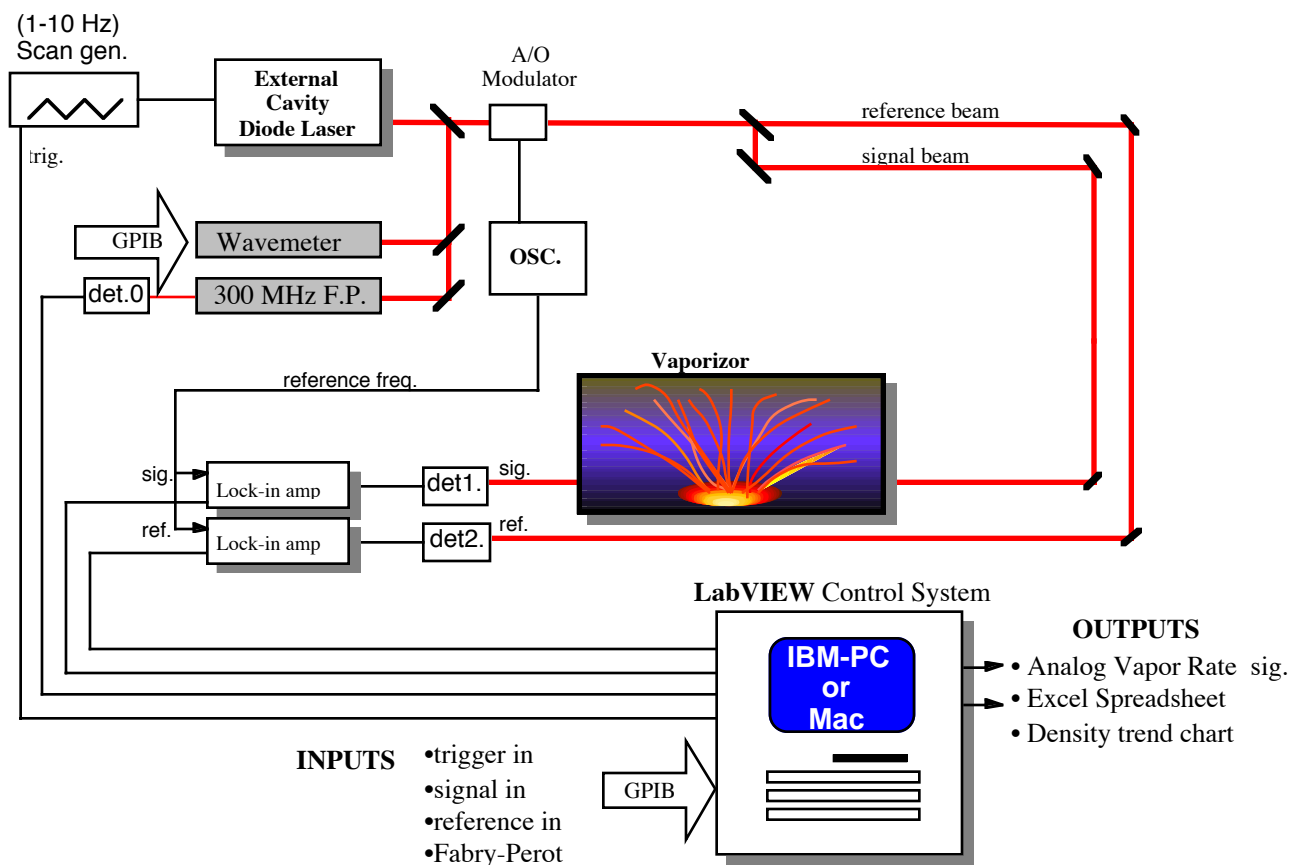 (1-10 Hz)
Scan gen.
External
Cavity
Diode Laser
A/O
Modulator
reference beam
signal beam
trig.
GPIB
Wavemeter
OSC.
det.0
300 MHz F.P.
Vaporizor
reference freq.
sig.
Lock-in amp
det1.
sig.
ref.
Lock-in amp
det2.
ref.
LabVIEW Control System
IBM-PC
or
Mac
OUTPUTS
• Analog Vapor Rate sig.
• Excel Spreadsheet
• Density trend chart
INPUTS
•trigger in
•signal in
•reference in
•Fabry-Perot
GPIB